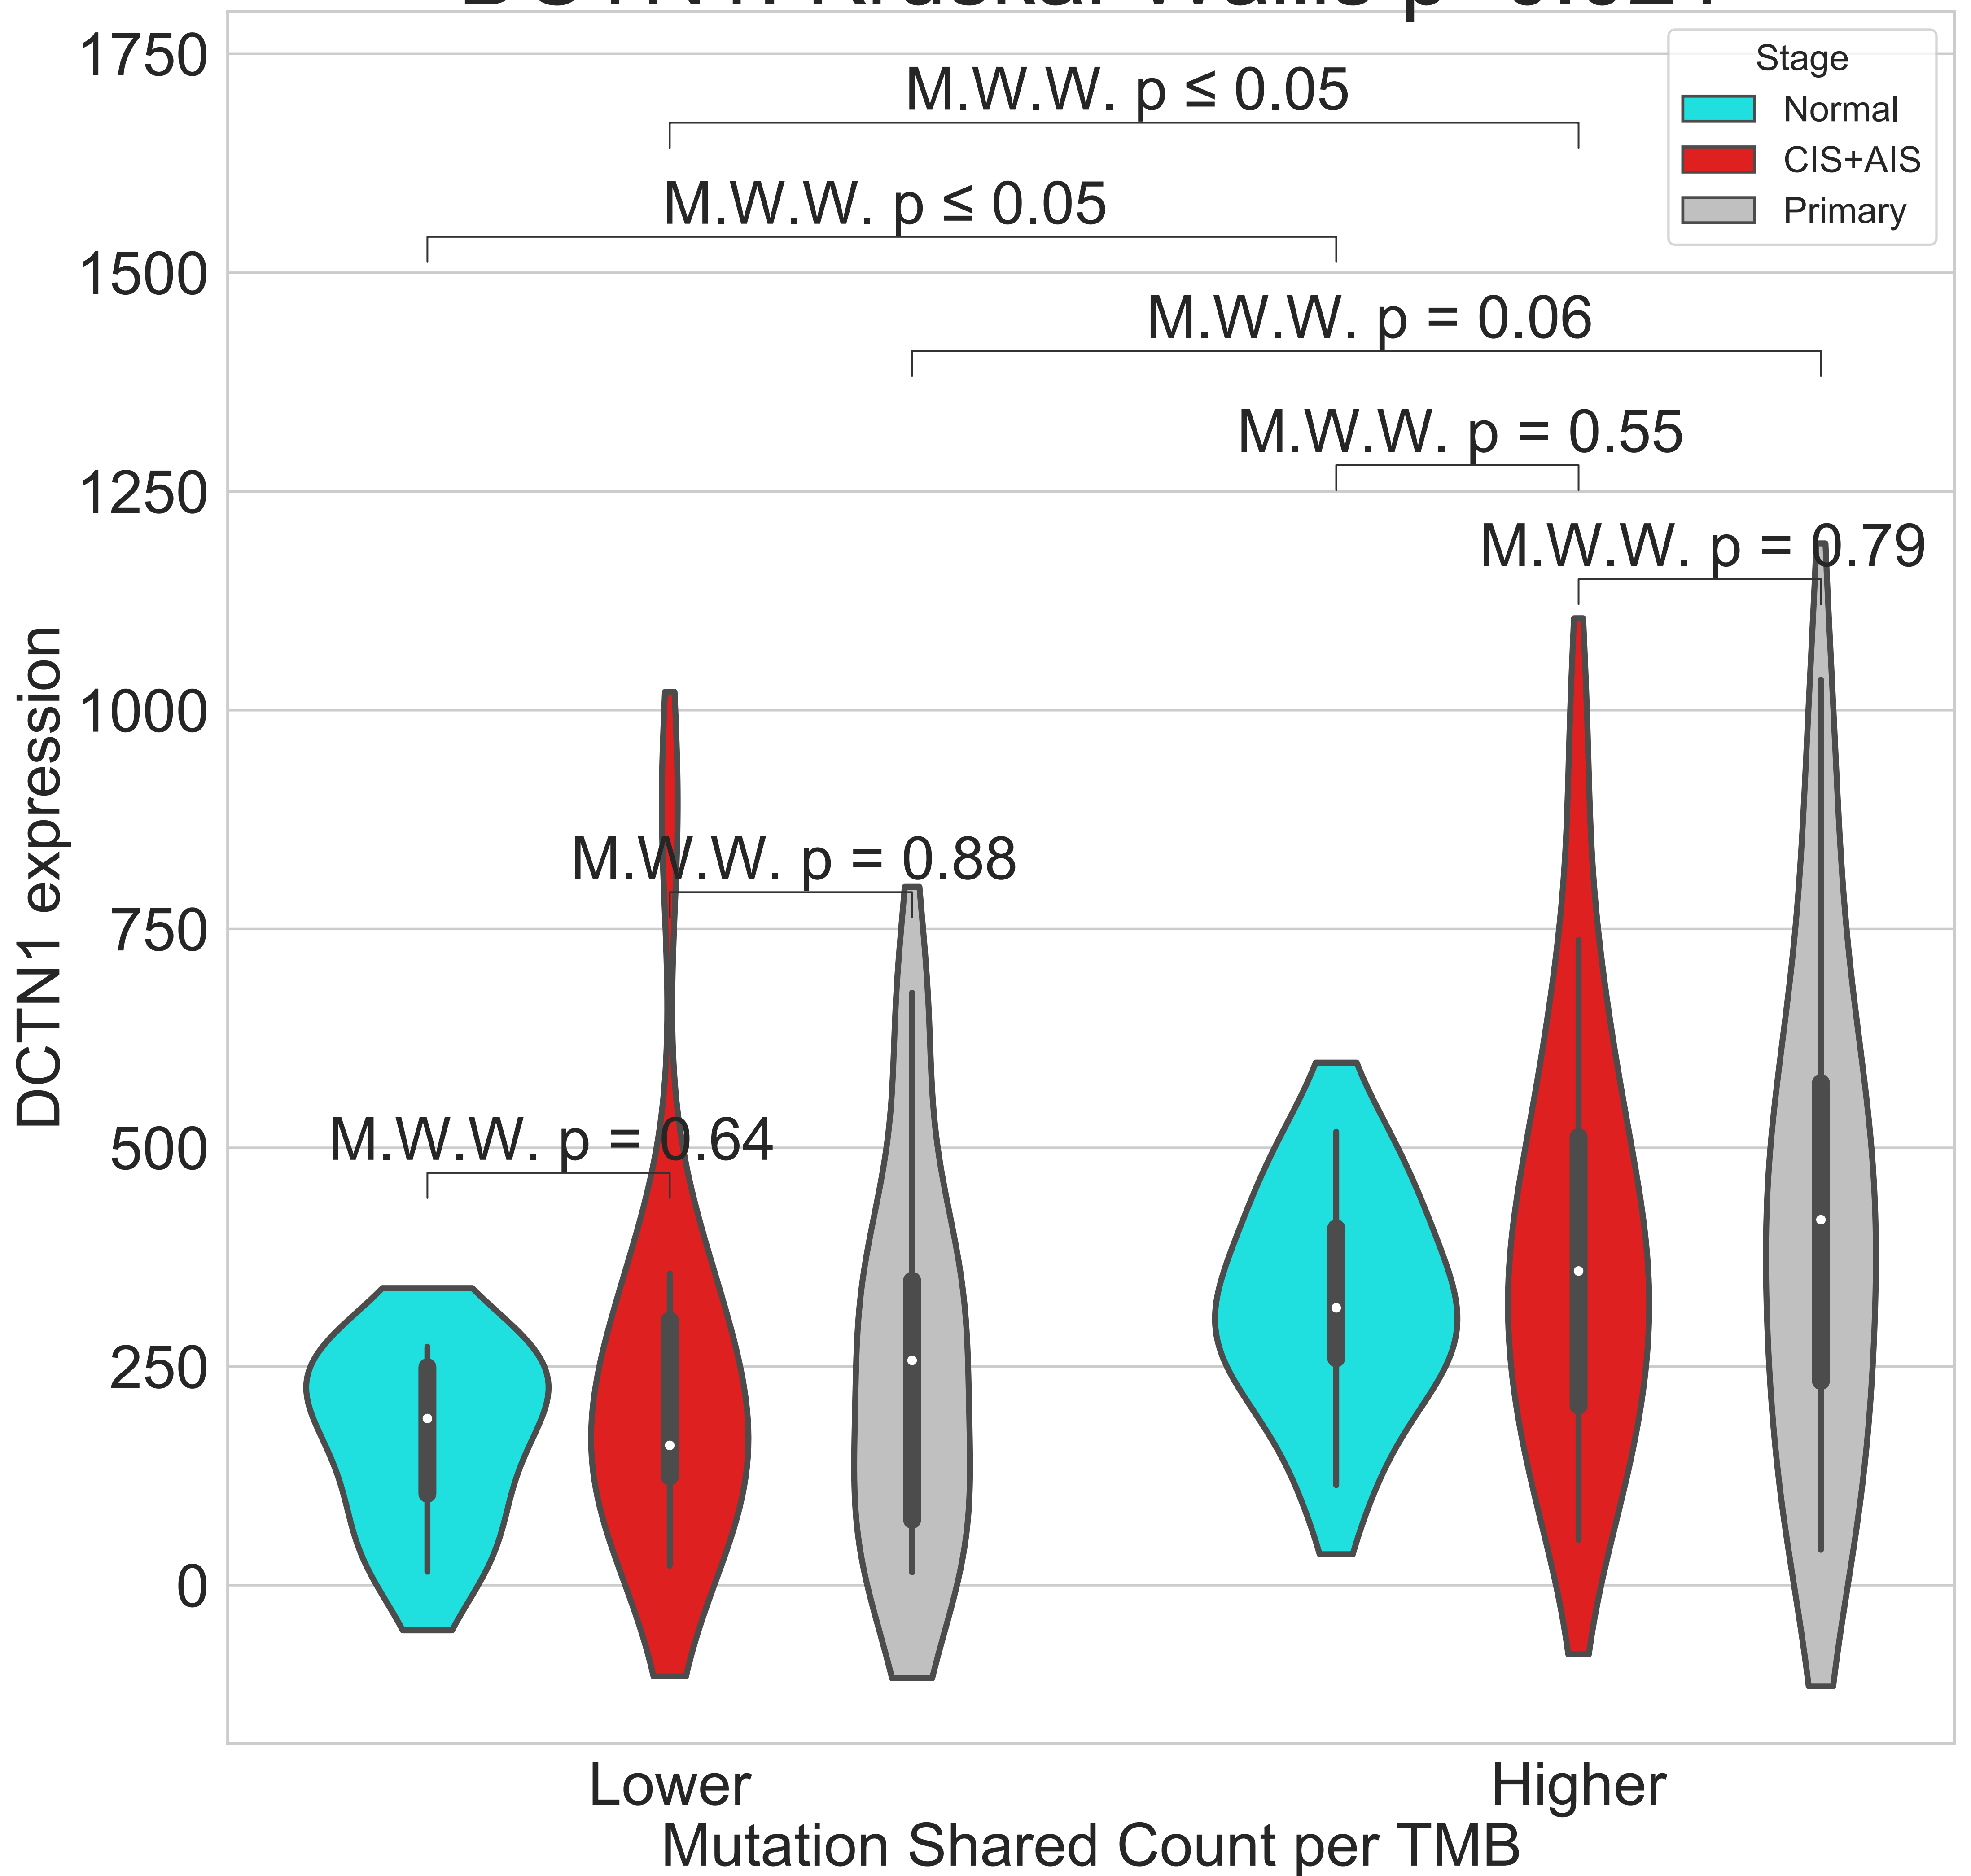 1750
1500
1250
1000
750
500
250
0
DCTN1 expression
Stage
Normal
CIS+AIS
Primary
M.W.W. p ≤ 0.05
M.W.W. p ≤ 0.05
M.W.W. p = 0.06
M.W.W. p = 0.55
M.W.W. p = 0.79
M.W.W. p = 0.88
M.W.W. p = 0.64
Lower
Higher
Mutation Shared Count per TMB